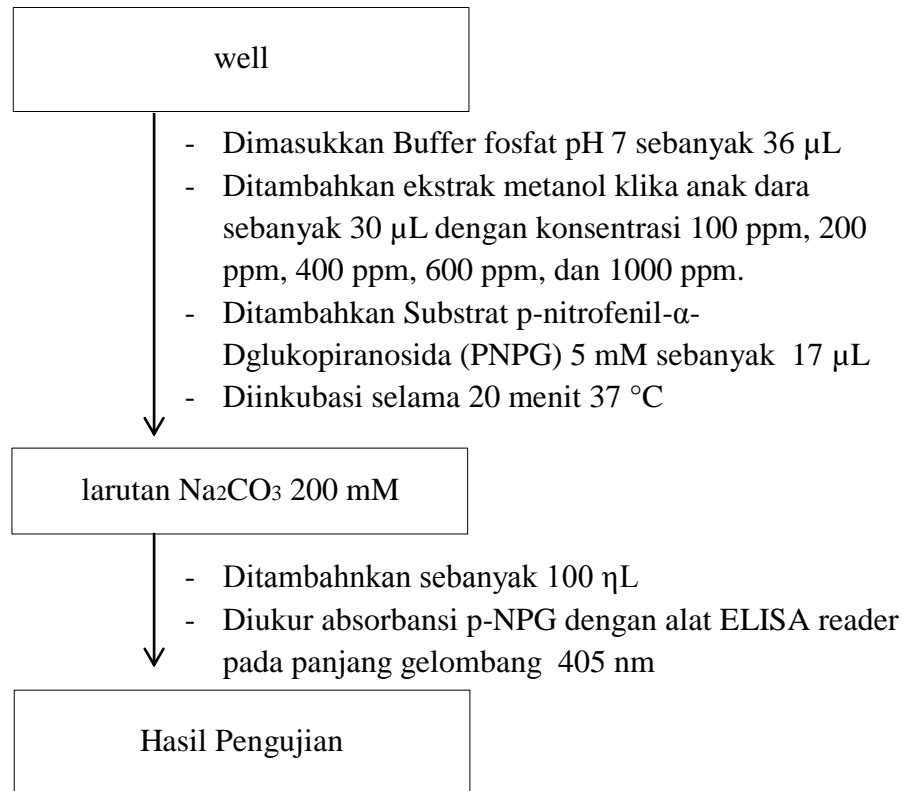 well
- Dimasukkan Buffer fosfat pH 7 sebanyak 36 µL
- Ditambahkan ekstrak metanol klika anak dara
sebanyak 30 µL dengan konsentrasi 100 ppm, 200
ppm, 400 ppm, 600 ppm, dan 1000 ppm.
- Ditambahkan Substrat p-nitrofenil-α-
Dglukopiranosida (PNPG) 5 mM sebanyak 17 µL
- Diinkubasi selama 20 menit 37 °C
larutan Na₂CO₃ 200 mM
- Ditambahnkan sebanyak 100 ηL
- Diukur absorbansi p-NPG dengan alat ELISA reader
pada panjang gelombang 405 nm
Hasil Pengujian